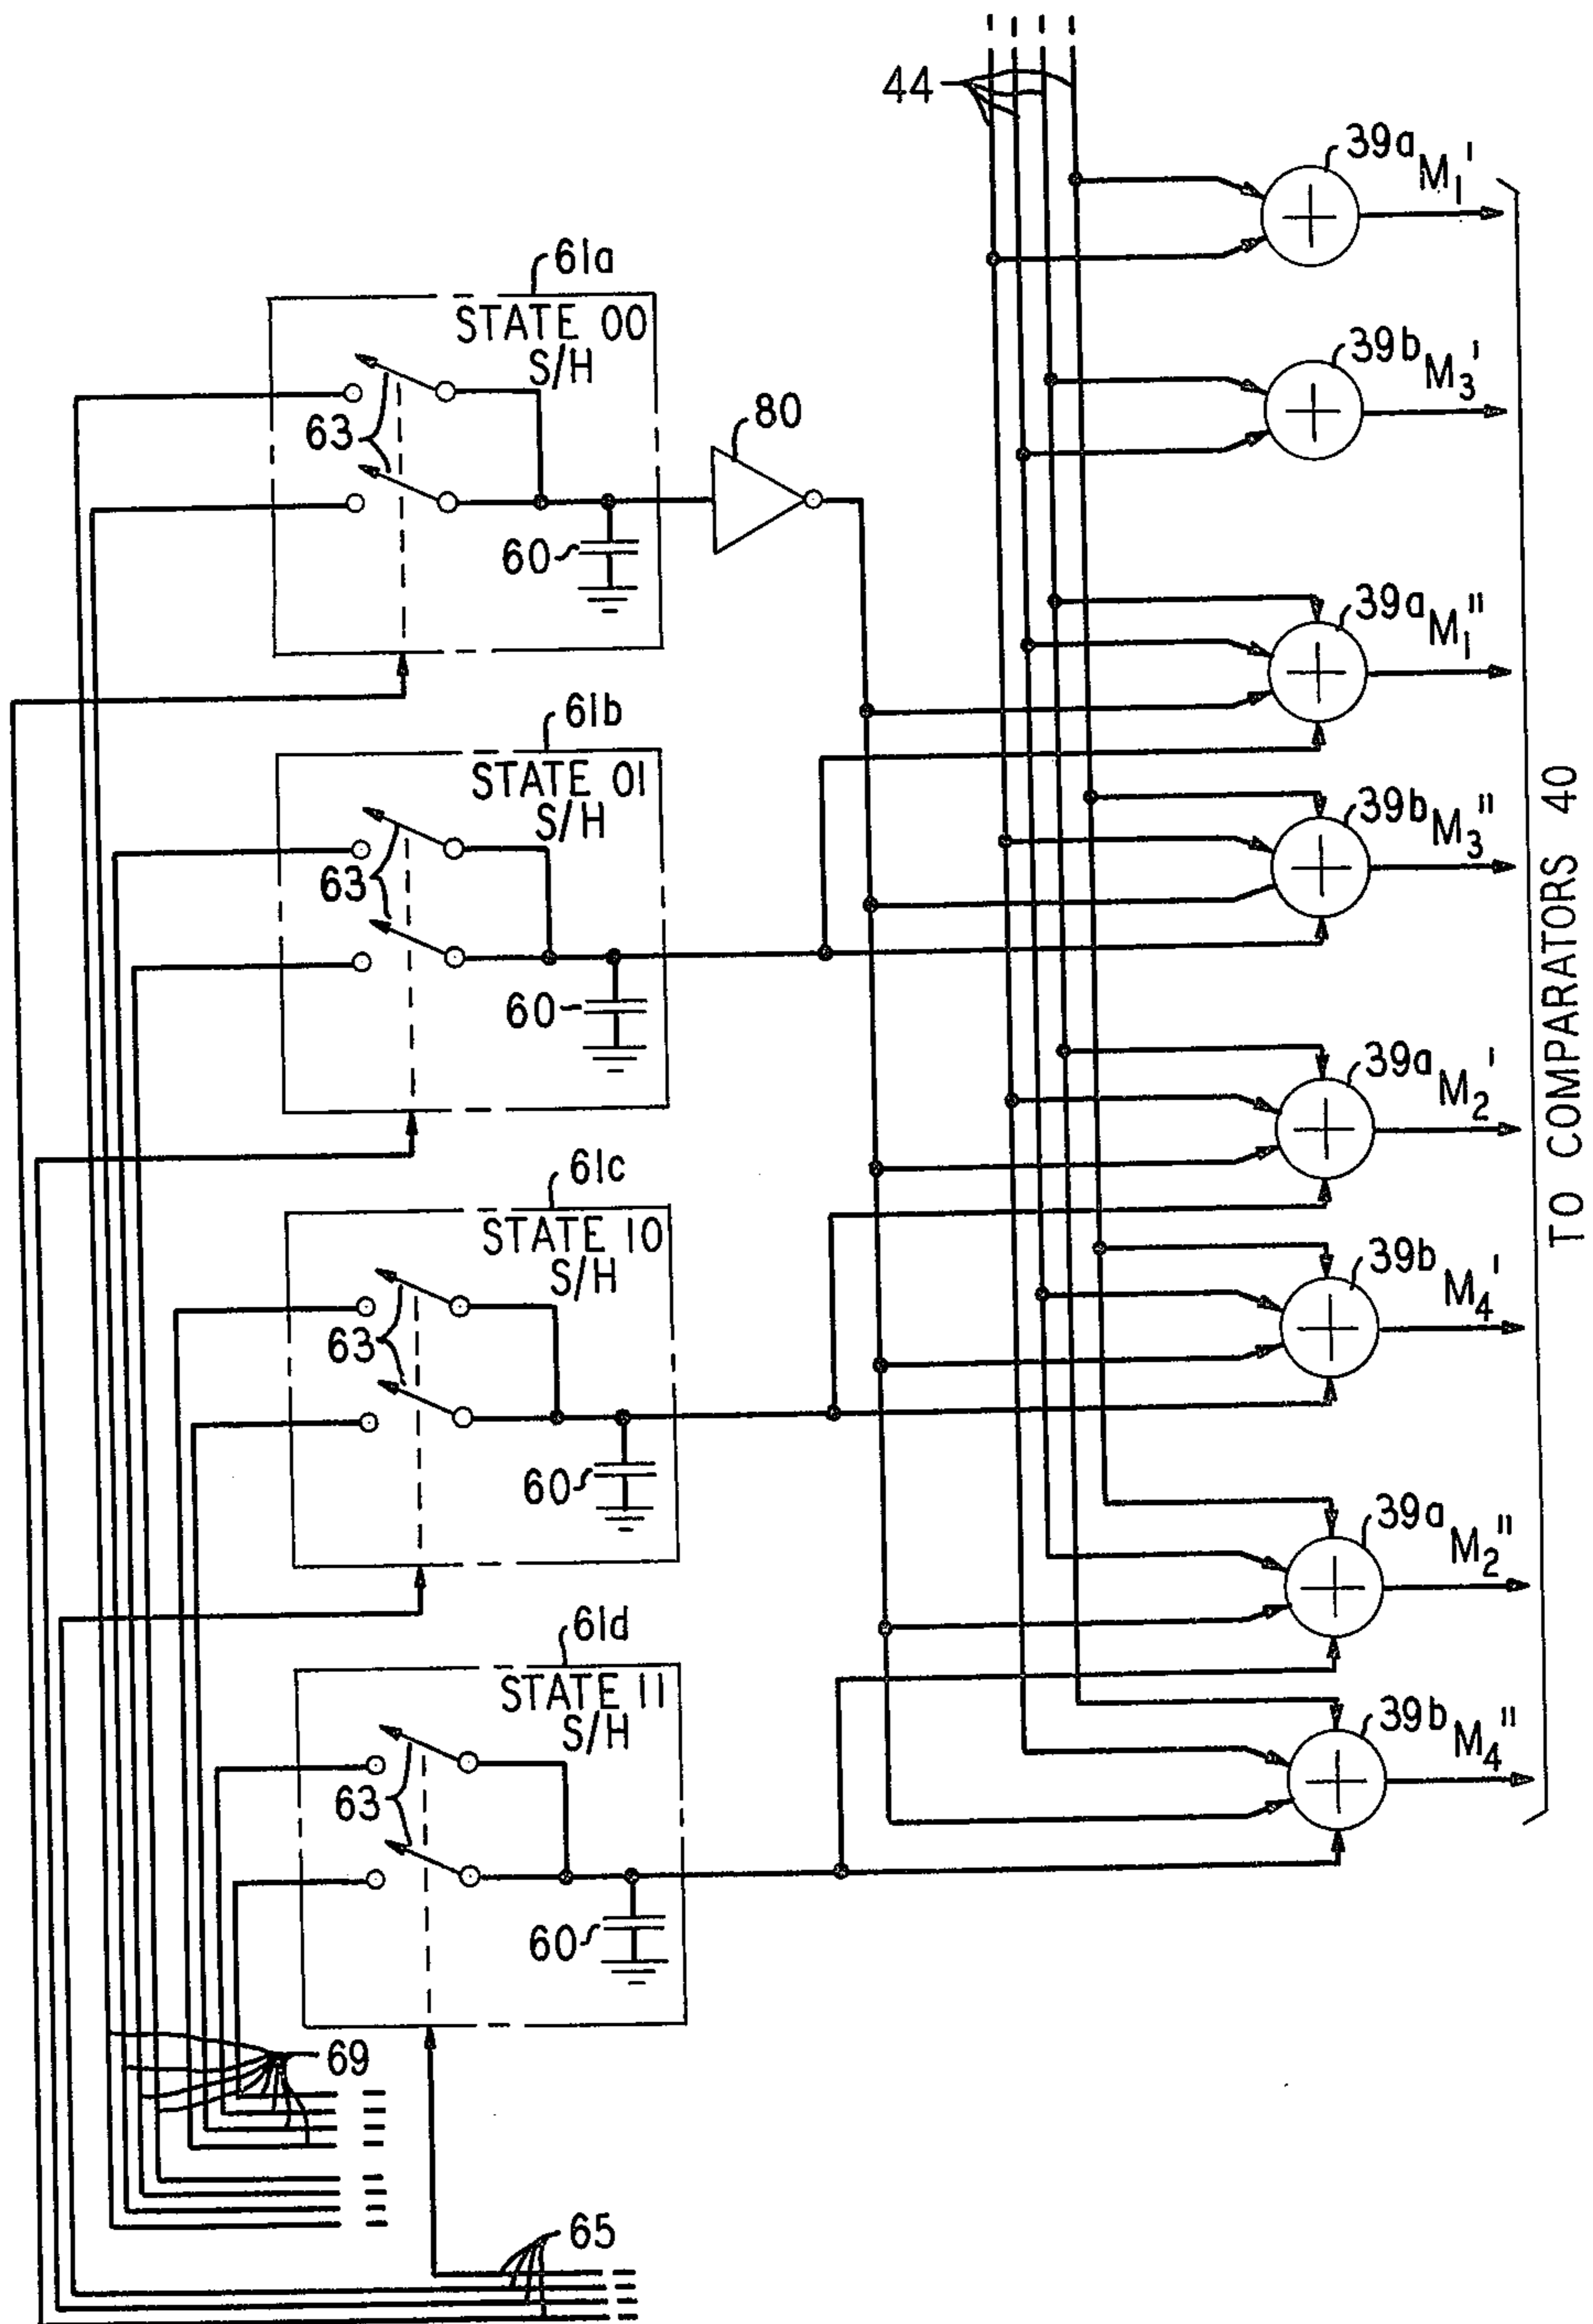 44
39a
M1'
61a
STATE 00
S/H
63
60
80
39b
M3'
39a
M1"
61b
STATE 01
S/H
63
60
39b
M3"
39a
M2'
61c
STATE 10
S/H
63
60
39b
M4'
39a
M2"
61d
STATE 11
S/H
63
60
39b
M4"
TO COMPARATORS 40
69
65